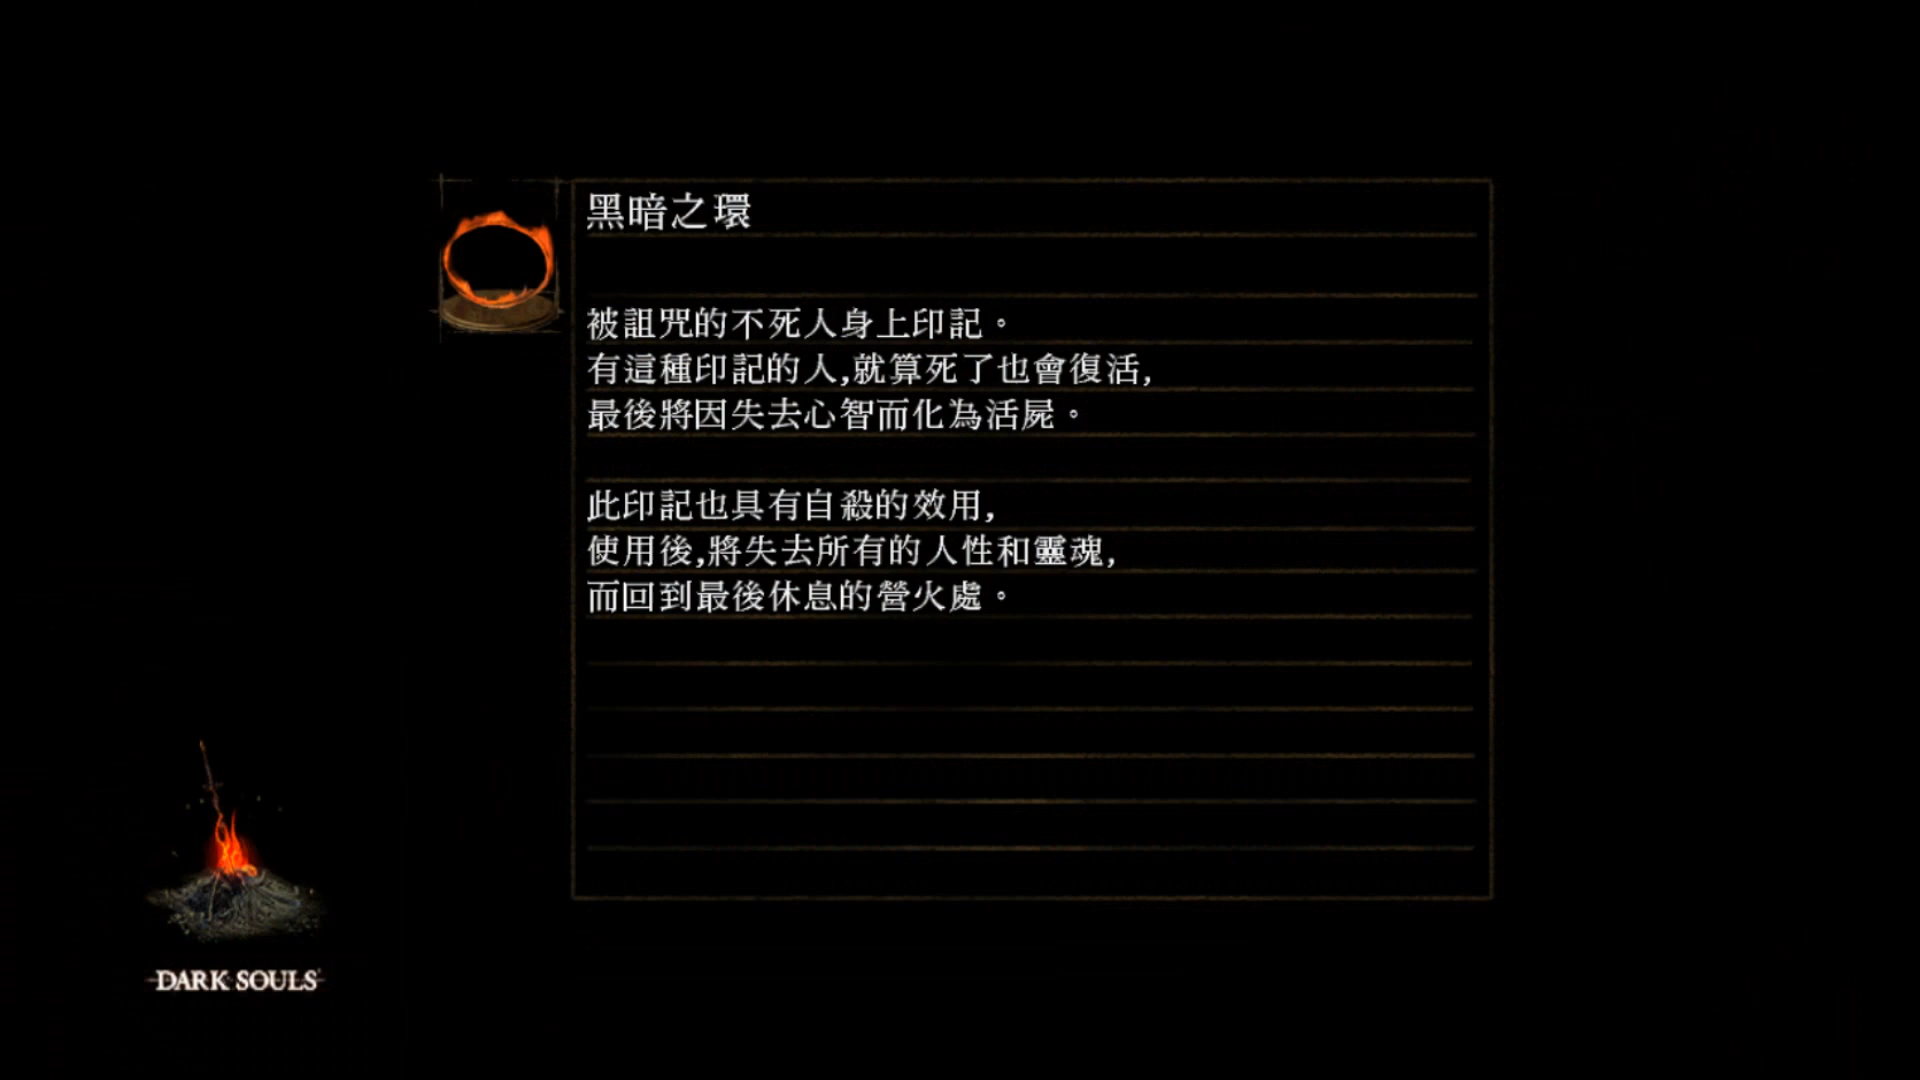 黑暗之環
被詛咒的不死人身上印記。
有這種印記的人,就算死了也會復活,
最後將因失去心智而化為活屍。
此印記也具有自殺的效用,
使用後,將失去所有的人性和靈魂,
而回到最後休息的營火處。
DARK SOULS